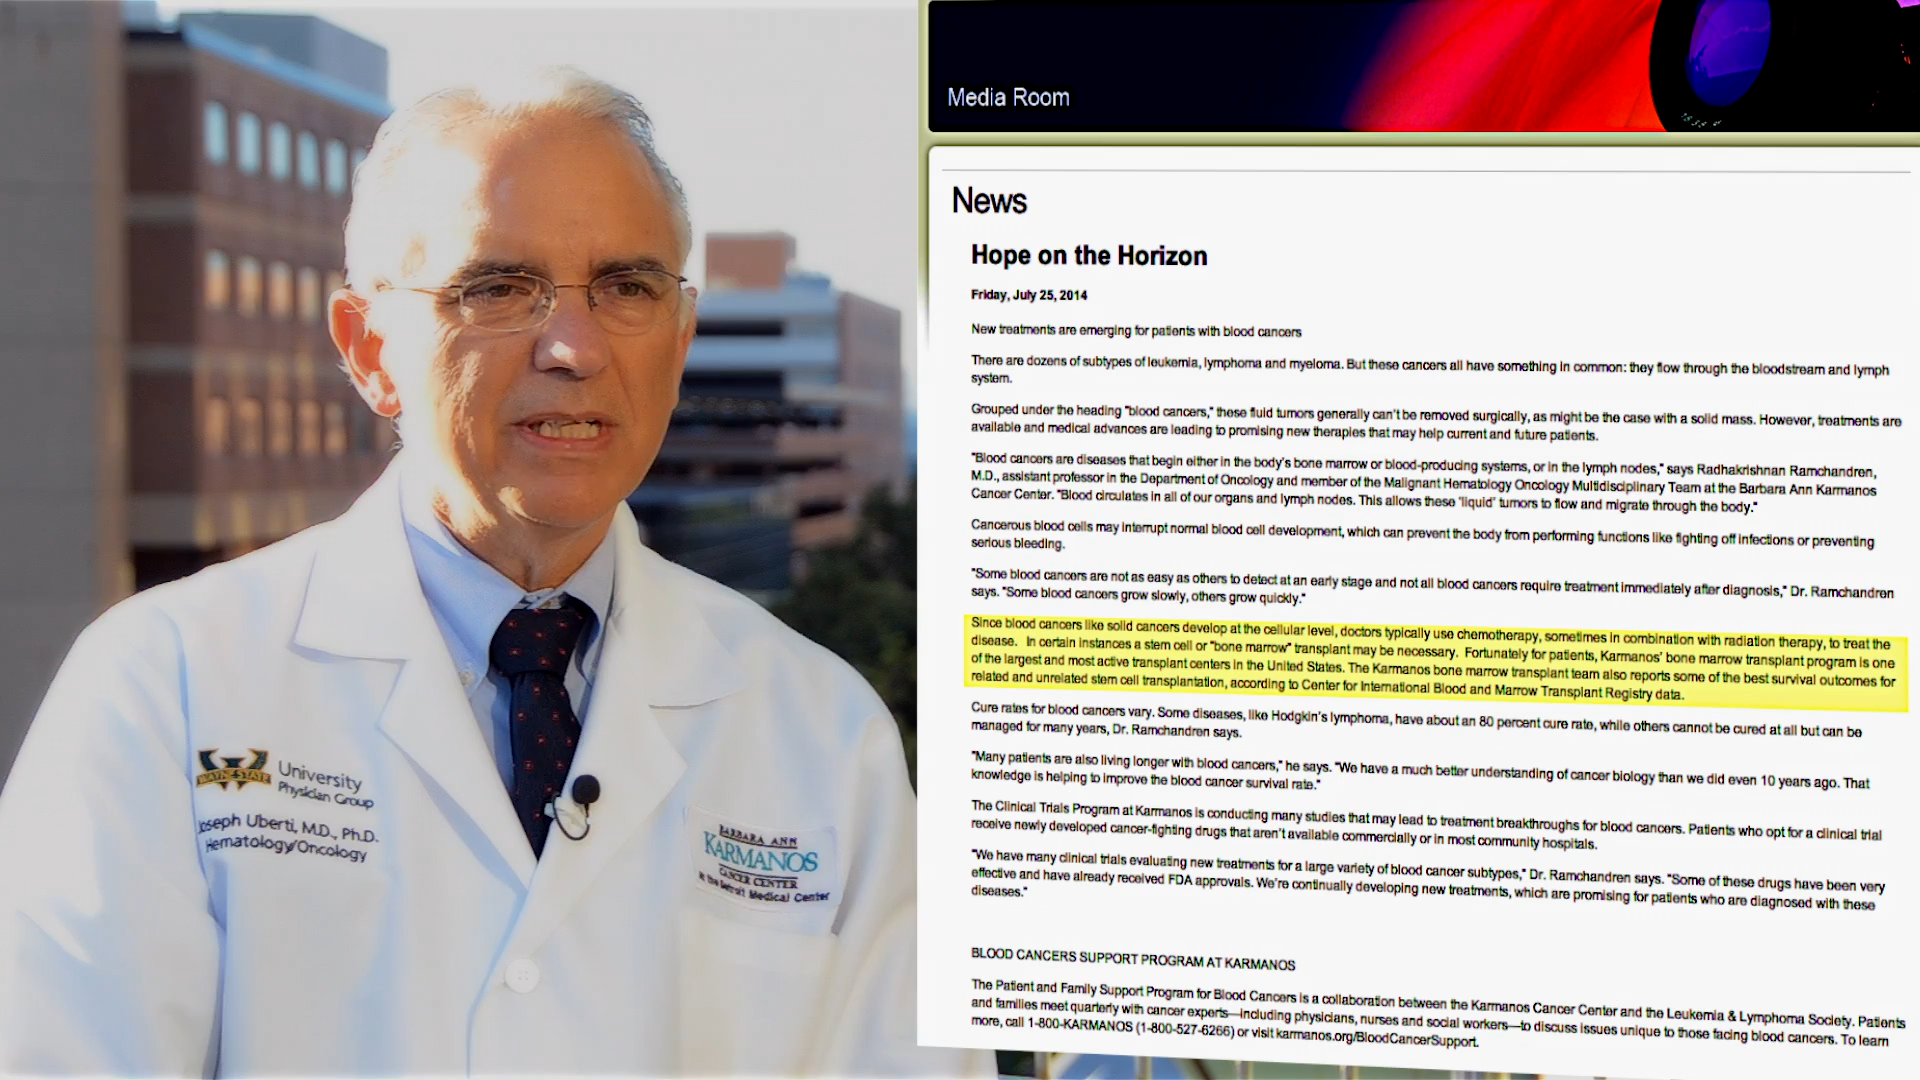 WAYNE STATE
University
Physician Group
Joseph Uberti, M.D., Ph.D.
Hematology/Oncology
BARBARA ANN
KARMANOS
CANCER CENTER
At the Detroit Medical Center
Media Room
News
Hope on the Horizon
Friday, July 25, 2014
New treatments are emerging for patients with blood cancers
There are dozens of subtypes of leukemia, lymphoma and myeloma. But these cancers all have something in common: they flow through the bloodstream and lymph
system.
Grouped under the heading "blood cancers," these fluid tumors generally can't be removed surgically, as might be the case with a solid mass. However, treatments are
available and medical advances are leading to promising new therapies that may help current and future patients.
"Blood cancers are diseases that begin either in the body's bone marrow or blood-producing systems, or in the lymph nodes," says Radhakrishnan Ramchandren,
M.D., assistant professor in the Department of Oncology and member of the Malignant Hematology Oncology Multidisciplinary Team at the Barbara Ann Karmanos
Cancer Center. "Blood circulates in all of our organs and lymph nodes. This allows these 'liquid' tumors to flow and migrate through the body."
Cancerous blood cells may interrupt normal blood cell development, which can prevent the body from performing functions like fighting off infections or preventing
serious bleeding.
"Some blood cancers are not as easy as others to detect at an early stage and not all blood cancers require treatment immediately after diagnosis," Dr. Ramchandren
says. "Some blood cancers grow slowly, others grow quickly."
Since blood cancers like solid cancers develop at the cellular level, doctors typically use chemotherapy, sometimes in combination with radiation therapy, to treat the
disease. In certain instances a stem cell or "bone marrow" transplant may be necessary. Fortunately for patients, Karmanos' bone marrow transplant program is one
of the largest and most active transplant centers in the United States. The Karmanos bone marrow transplant team also reports some of the best survival outcomes for
related and unrelated stem cell transplantation, according to Center for International Blood and Marrow Transplant Registry data.
Cure rates for blood cancers vary. Some diseases, like Hodgkin's lymphoma, have about an 80 percent cure rate, while others cannot be cured at all but can be
managed for many years, Dr. Ramchandren says.
"Many patients are also living longer with blood cancers," he says. "We have a much better understanding of cancer biology than we did even 10 years ago. That
knowledge is helping to improve the blood cancer survival rate."
The Clinical Trials Program at Karmanos is conducting many studies that may lead to treatment breakthroughs for blood cancers. Patients who opt for a clinical trial
receive newly developed cancer-fighting drugs that aren't available commercially or in most community hospitals.
"We have many clinical trials evaluating new treatments for a large variety of blood cancer subtypes," Dr. Ramchandren says. "Some of these drugs have been very
effective and have already received FDA approvals. We're continually developing new treatments, which are promising for patients who are diagnosed with these
diseases."
BLOOD CANCERS SUPPORT PROGRAM AT KARMANOS
The Patient and Family Support Program for Blood Cancers is a collaboration between the Karmanos Cancer Center and the Leukemia & Lymphoma Society. Patients
and families meet quarterly with cancer experts—including physicians, nurses and social workers—to discuss issues unique to those facing blood cancers. To learn
more, call 1-800-KARMANOS (1-800-527-6266) or visit karmanos.org/BloodCancerSupport.